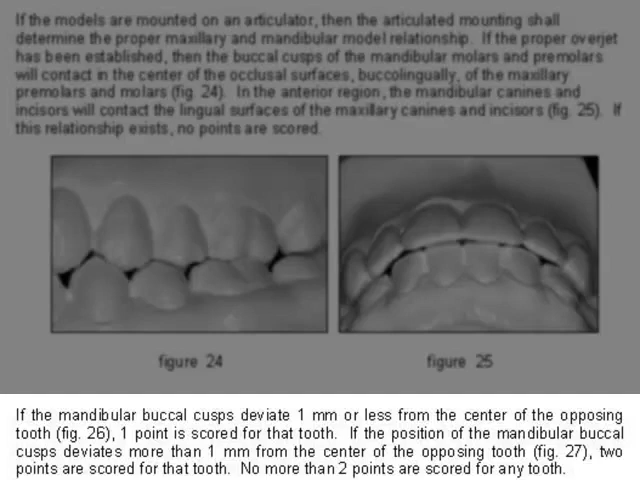 If the models are mounted on an articulator, then the articulated mounting shall
determine the proper maxillary and mandibular model relationship. If the proper overjet
has been established, then the buccal cusps of the mandibular molars and premolars
will contact in the center of the occlusal surfaces, buccolingually, of the maxillary
premolars and molars (fig. 24). In the anterior region, the mandibular canines and
incisors will contact the lingual surfaces of the maxillary canines and incisors (fig. 25). If
this relationship exists, no points are scored.
figure 24
figure 25
If the mandibular buccal cusps deviate 1 mm or less from the center of the opposing
tooth (fig. 26), 1 point is scored for that tooth. If the position of the mandibular buccal
cusps deviates more than 1 mm from the center of the opposing tooth (fig. 27), two
points are scored for that tooth. No more than 2 points are scored for any tooth.